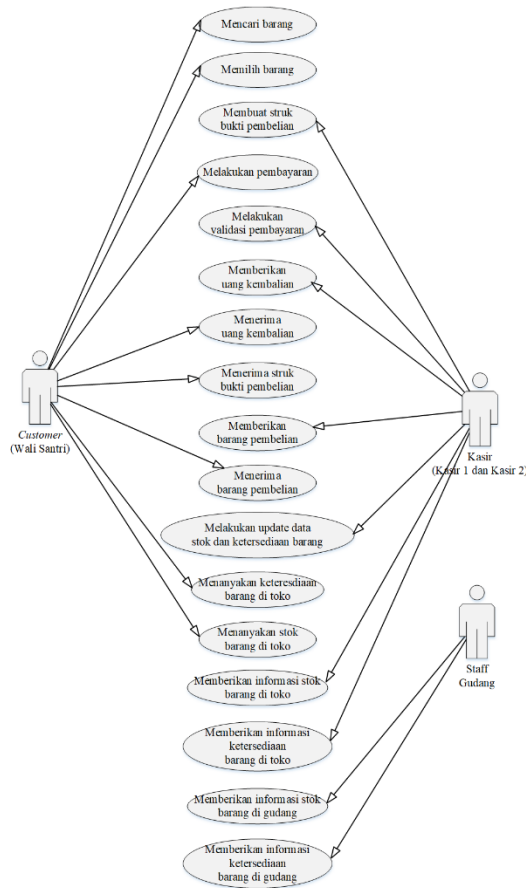 Mencari barang
Memilih barang
Membuat struk
bukti pembelian
Melakukan pembayaran
Melakukan
validasi pembayaran
Memberikan
uang kembalian
Menerima
uang kembalian
Menerima struk
bukti pembelian
Customer
(Wali Santri)
Memberikan
barang pembelian
Kasir
(Kasir 1 dan Kasir 2)
Menerima
barang pembelian
Melakukan update data
stok dan ketersediaan barang
Menanyakan keteresdiaan
barang di toko
Menanyakan stok
barang di toko
Staff
Gudang
Memberikan informasi stok
barang di toko
Memberikan informasi
ketersediaan
barang di toko
Memberikan informasi stok
barang di gudang
Memberikan informasi
ketersediaan
barang di gudang